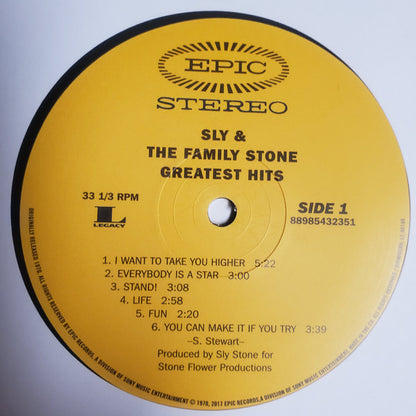 EPIC
STEREO
SLY &
THE FAMILY STONE
GREATEST HITS
33 1/3 RPM
L
LEGACY
SIDE 1
88985432351
1. I WANT TO TAKE YOU HIGHER 5:22
2. EVERYBODY IS A STAR 3:00
3. STAND! 3:08
4. LIFE 2:58
5. FUN 2:20
6. YOU CAN MAKE IT IF YOU TRY 3:39
–S. Stewart–
Produced by Sly Stone for
Stone Flower Productions
ORIGINALLY RELEASED 1970. ALL RIGHTS RESERVED BY EPIC RECORDS, A DIVISION OF SONY MUSIC ENTERTAINMENT
© 1970, 2017 EPIC RECORDS, A DIVISION OF SONY MUSIC ENTERTAINMENT